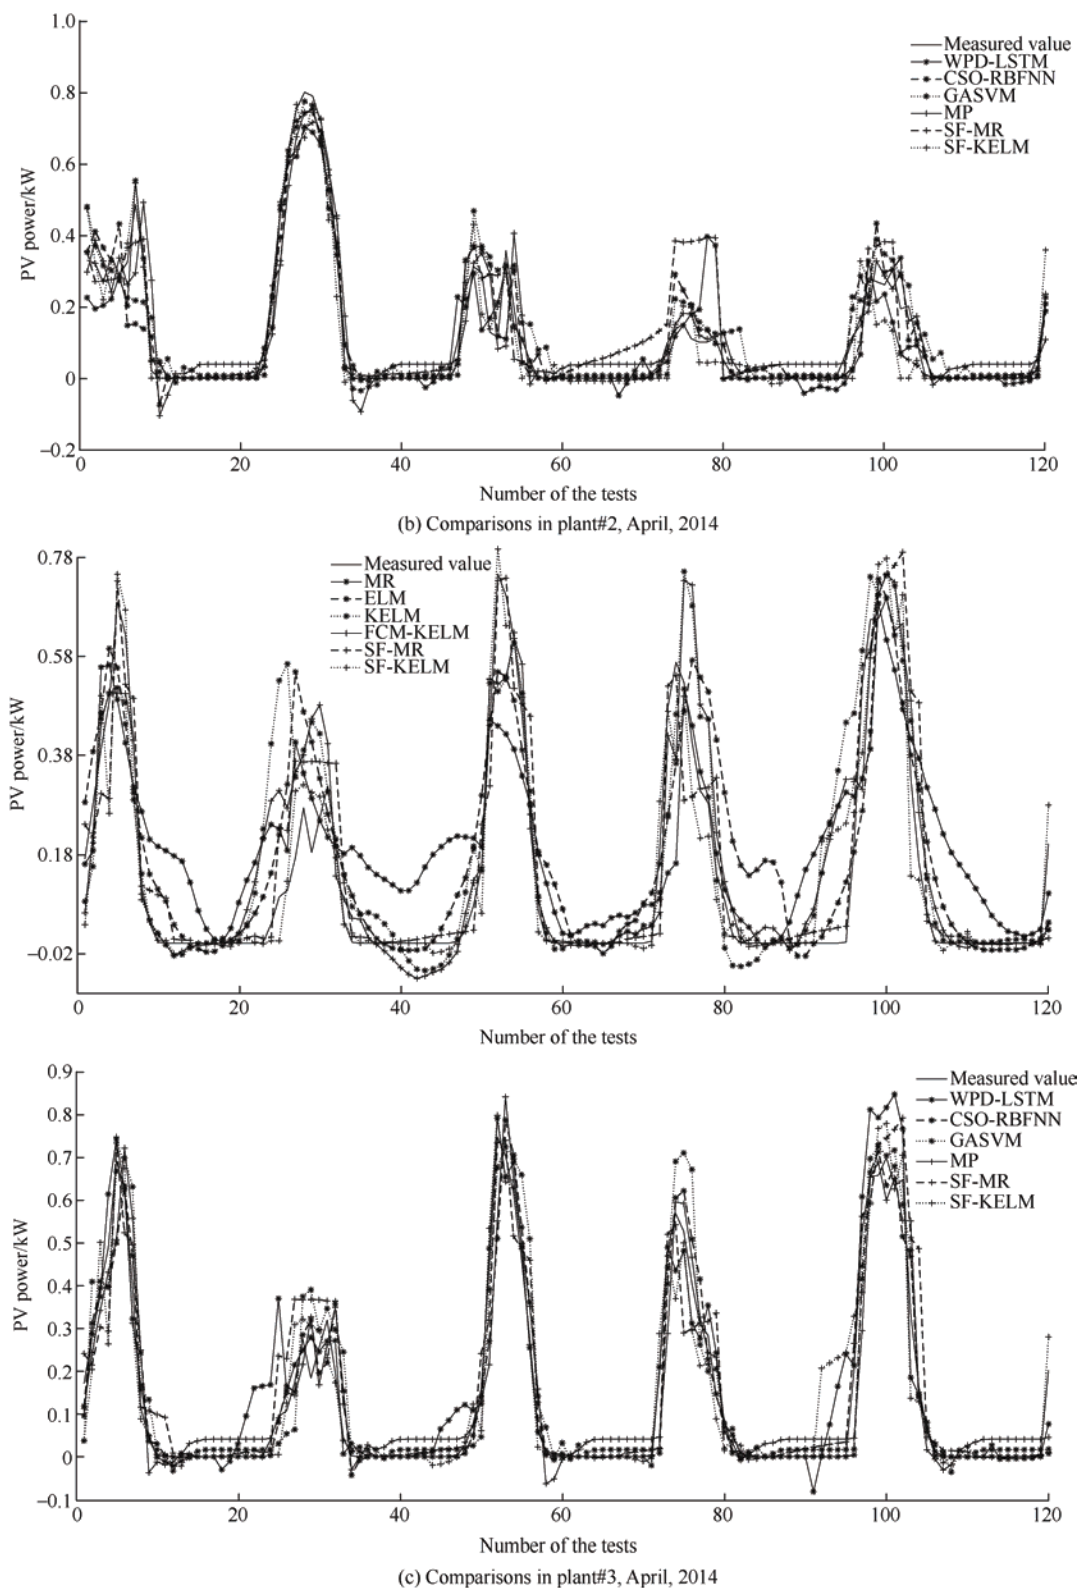 1.0
0.8
0.6
0.4
0.2
0
−0.2
PV power/kW
Measured value
WPD-LSTM
CSO-RBFNN
GASVM
MP
SF-MR
SF-KELM
0 20 40 60 80 100 120
Number of the tests
(b) Comparisons in plant#2, April, 2014
0.78
0.58
0.38
0.18
−0.02
PV power/kW
Measured value
MR
ELM
KELM
FCM-KELM
SF-MR
SF-KELM
0 20 40 60 80 100 120
Number of the tests
0.9
0.8
0.7
0.6
0.5
0.4
0.3
0.2
0.1
0
−0.1
PV power/kW
Measured value
WPD-LSTM
CSO-RBFNN
GASVM
MP
SF-MR
SF-KELM
0 20 40 60 80 100 120
Number of the tests
(c) Comparisons in plant#3, April, 2014